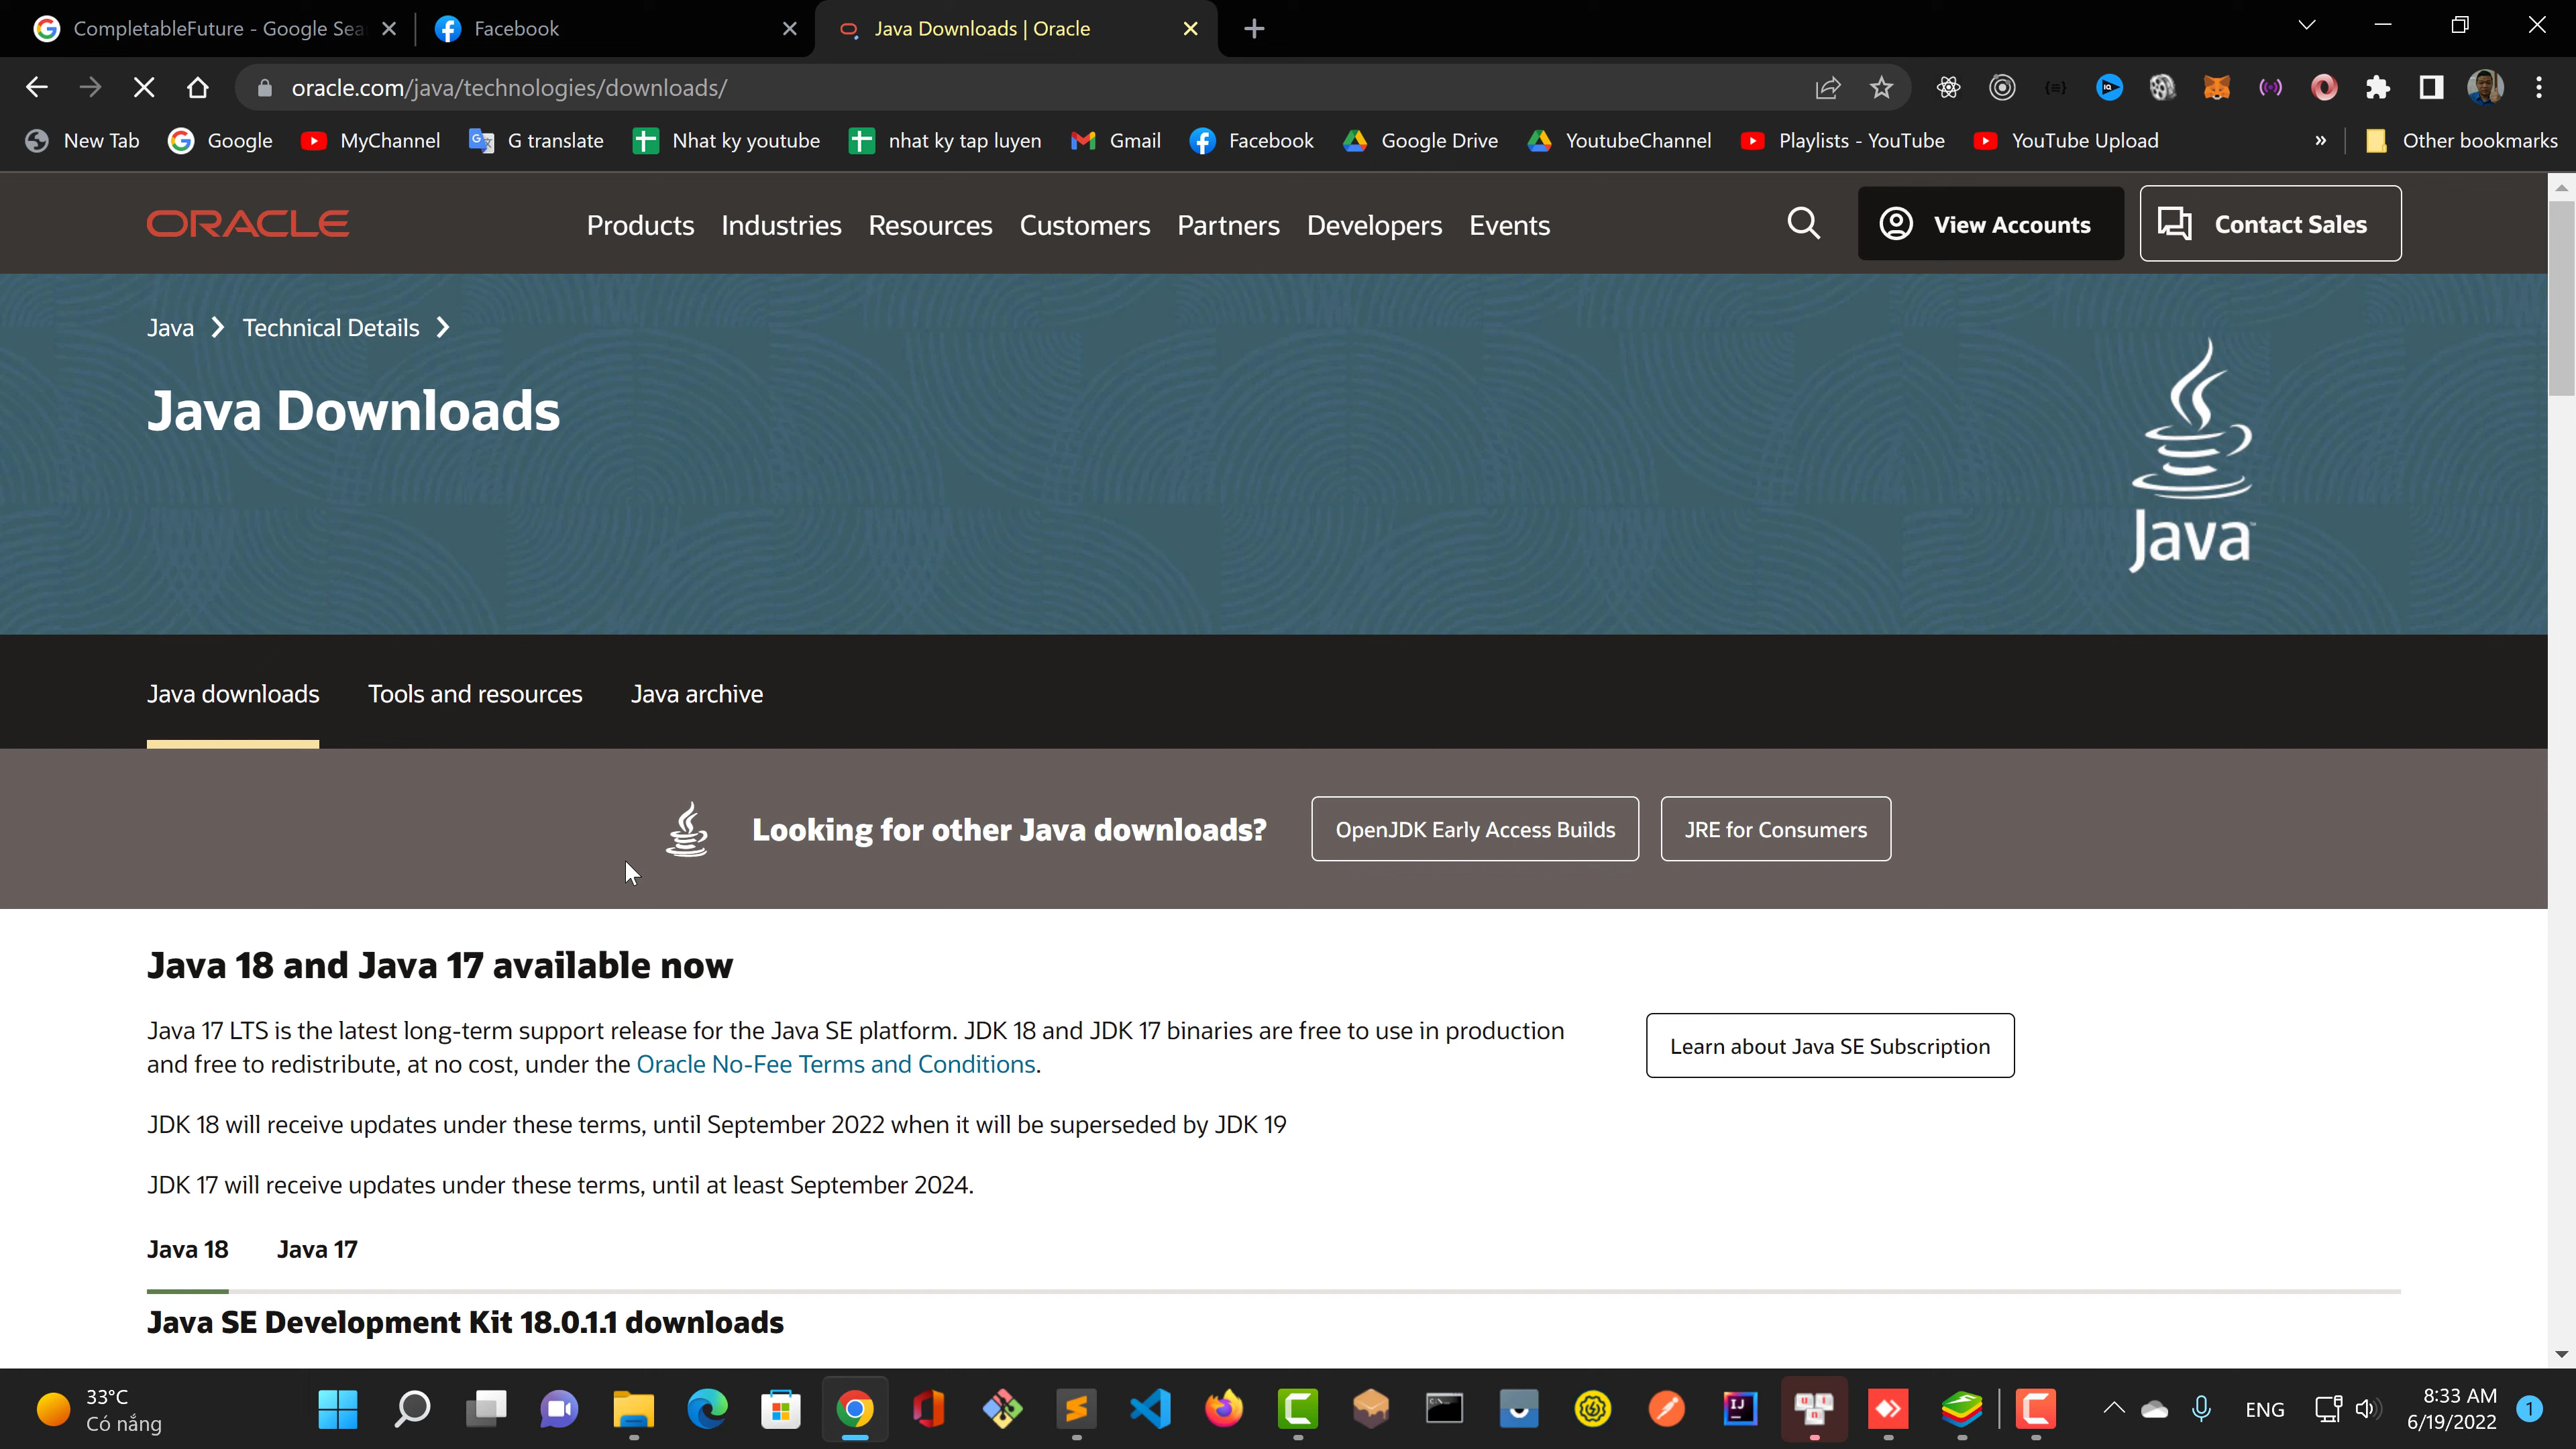 CompletableFuture - Google Sea
Facebook
Java Downloads | Oracle
oracle.com/java/technologies/downloads/
New Tab
Google
MyChannel
G translate
Nhat ky youtube
nhat ky tap luyen
Gmail
Facebook
Google Drive
YoutubeChannel
Playlists - YouTube
YouTube Upload
»
Other bookmarks
ORACLE
Products
Industries
Resources
Customers
Partners
Developers
Events
View Accounts
Contact Sales
Java
Technical Details
Java Downloads
Java™
Java downloads
Tools and resources
Java archive
Looking for other Java downloads?
OpenJDK Early Access Builds
JRE for Consumers
Java 18 and Java 17 available now
Java 17 LTS is the latest long-term support release for the Java SE platform. JDK 18 and JDK 17 binaries are free to use in production
and free to redistribute, at no cost, under the Oracle No-Fee Terms and Conditions.
Learn about Java SE Subscription
JDK 18 will receive updates under these terms, until September 2022 when it will be superseded by JDK 19
JDK 17 will receive updates under these terms, until at least September 2024.
Java 18
Java 17
Java SE Development Kit 18.0.1.1 downloads
33°C
Có nắng
ENG
8:33 AM
6/19/2022
1